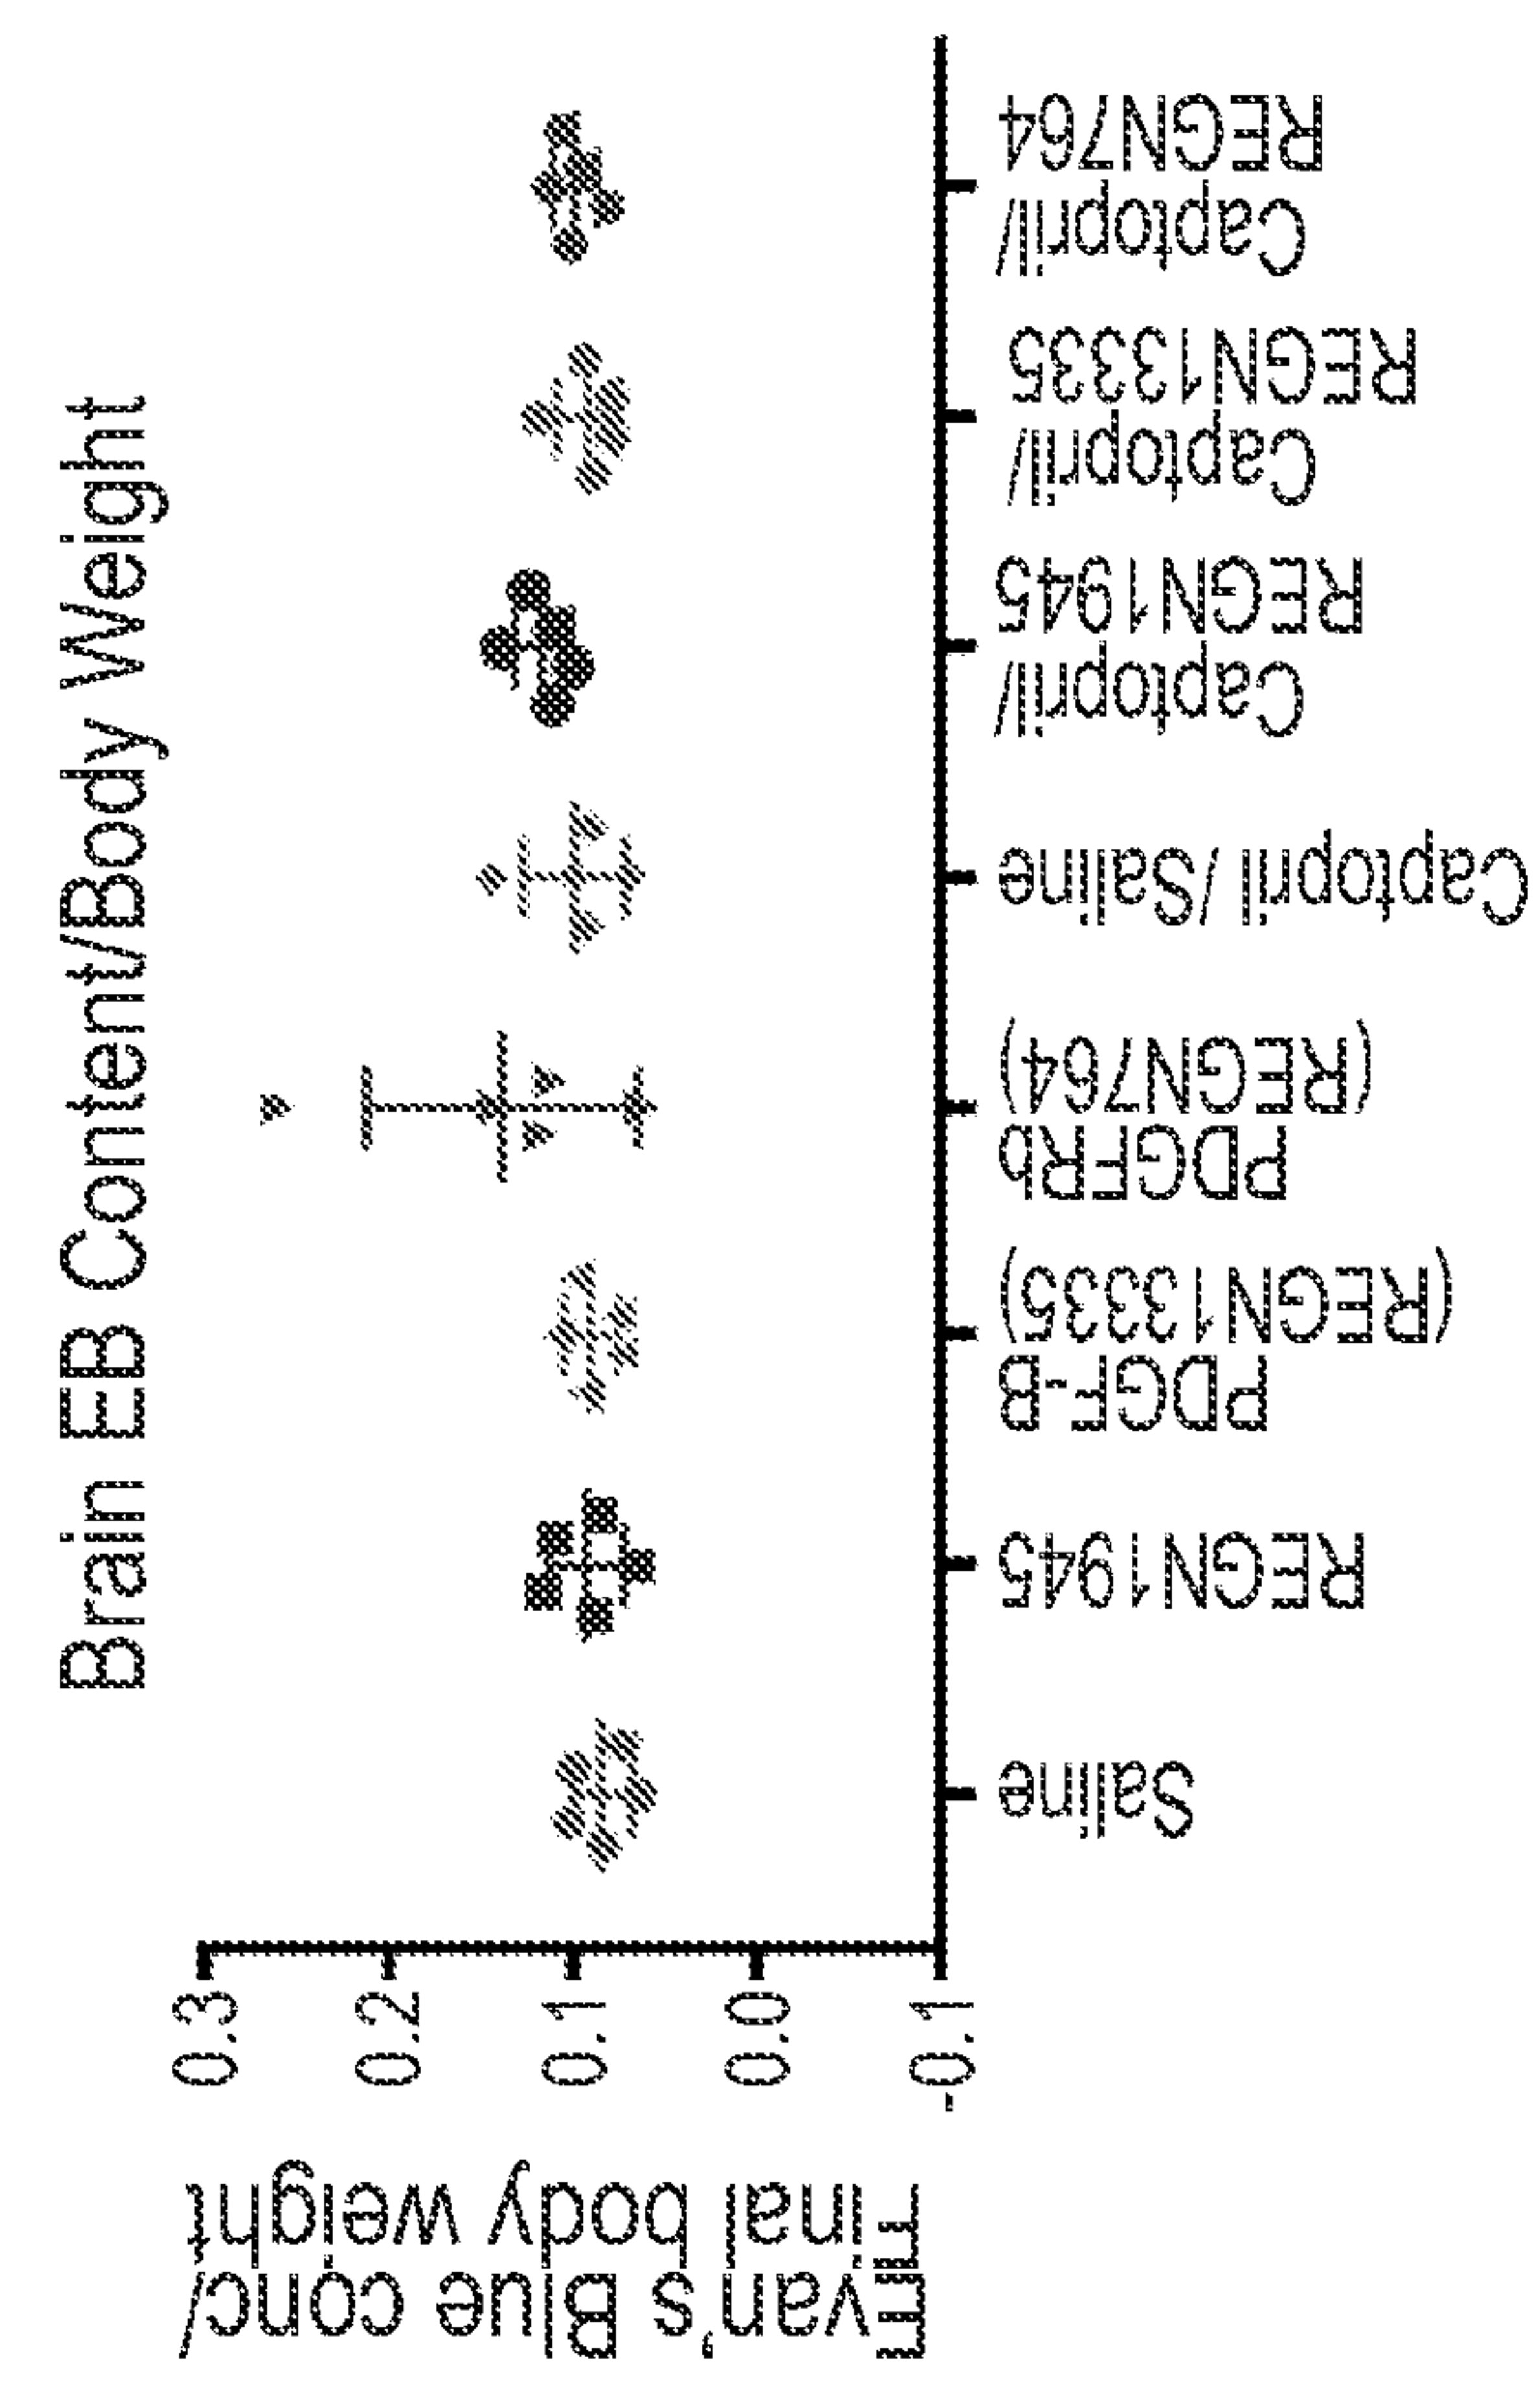 Brain EB Content/Body Weight
Evan's Blue conc/
Final body weight
0.3
0.2
0.1
0.0
-0.1
Saline
REGN1945
PDGF-B
(REGN13335)
PDGFRb
(REGN764)
Captopril /Saline
Captopril/
REGN1945
Captopril/
REGN13335
Captopril/
REGN764